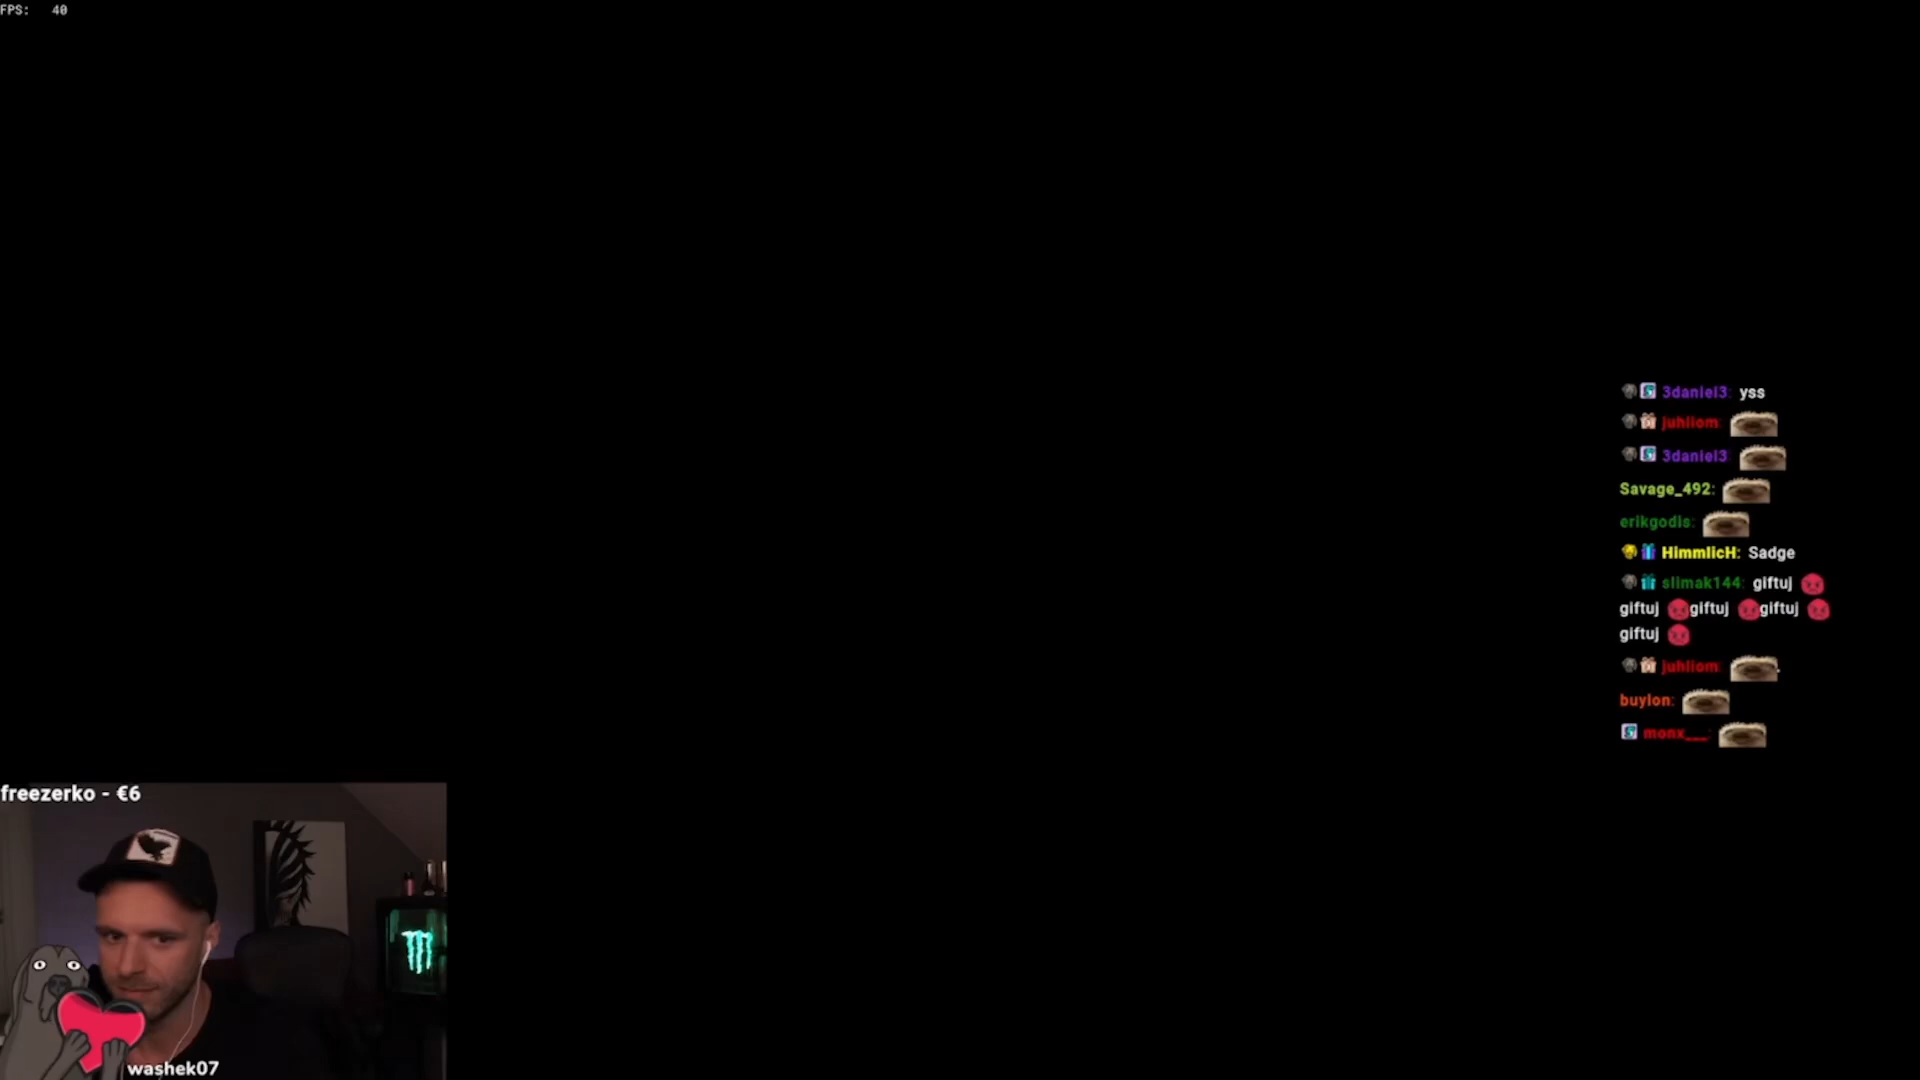 FPS: 40
3daniel3: yss
juhliom
3daniel3
Savage_492:
erikgodis:
HimmlicH: Sadge
slimak144: giftuj
giftuj giftuj giftuj
giftuj
juhliom
buylon:
monx___:
freezerko - €6
washek07